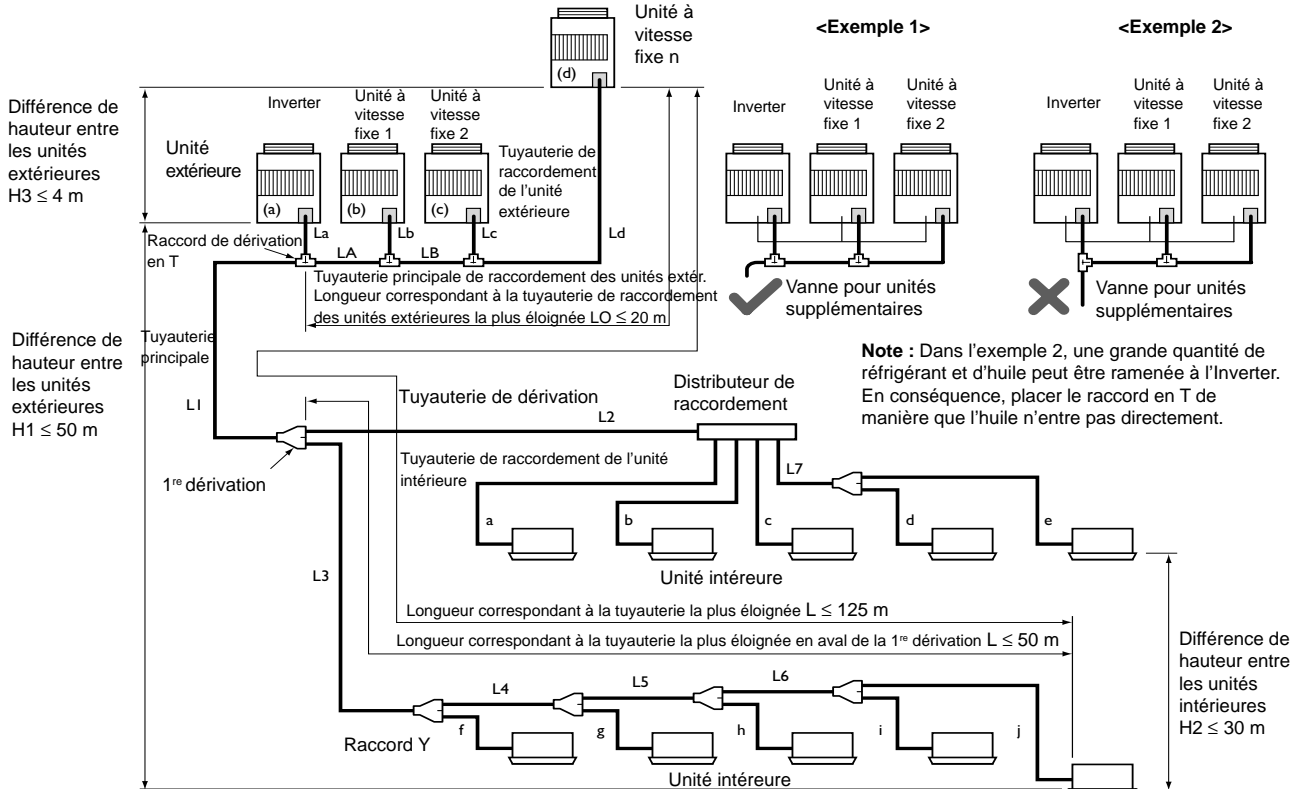 Unité à
vitesse
fixe n
(d)
<Exemple 1>
<Exemple 2>
Différence de
hauteur entre
les unités
extérieures
H3 ≤ 4 m
Unité
extérieure
Inverter
Unité à
vitesse
fixe 1
Unité à
vitesse
fixe 2
(a)
(b)
(c)
Tuyauterie de
raccordement
de l'unité
extérieure
La
Lb
Lc
Ld
LA
LB
Raccord de dérivation
en T
Tuyauterie principale de raccordement des unités extér.
Longueur correspondant à la tuyauterie de raccordement
des unités extérieures la plus éloignée LO ≤ 20 m
Inverter
Unité à
vitesse
fixe 1
Unité à
vitesse
fixe 2
Vanne pour unités
supplémentaires
Inverter
Unité à
vitesse
fixe 1
Unité à
vitesse
fixe 2
Vanne pour unités
supplémentaires
Note : Dans l'exemple 2, une grande quantité de
réfrigérant et d'huile peut être ramenée à l'Inverter.
En conséquence, placer le raccord en T de
manière que l'huile n'entre pas directement.
Différence de
hauteur entre
les unités
extérieures
H1 ≤ 50 m
Tuyauterie
principale
L1
1re dérivation
Tuyauterie de dérivation
L2
Distributeur de
raccordement
Tuyauterie de raccordement de l'unité
intérieure
L7
a
b
c
d
e
Unité intéreure
L3
Longueur correspondant à la tuyauterie la plus éloignée L ≤ 125 m
Longueur correspondant à la tuyauterie la plus éloignée en aval de la 1re dérivation L ≤ 50 m
Différence de
hauteur entre
les unités
intérieures
H2 ≤ 30 m
L4
L5
L6
Raccord Y
f
g
h
i
j
Unité intéreure